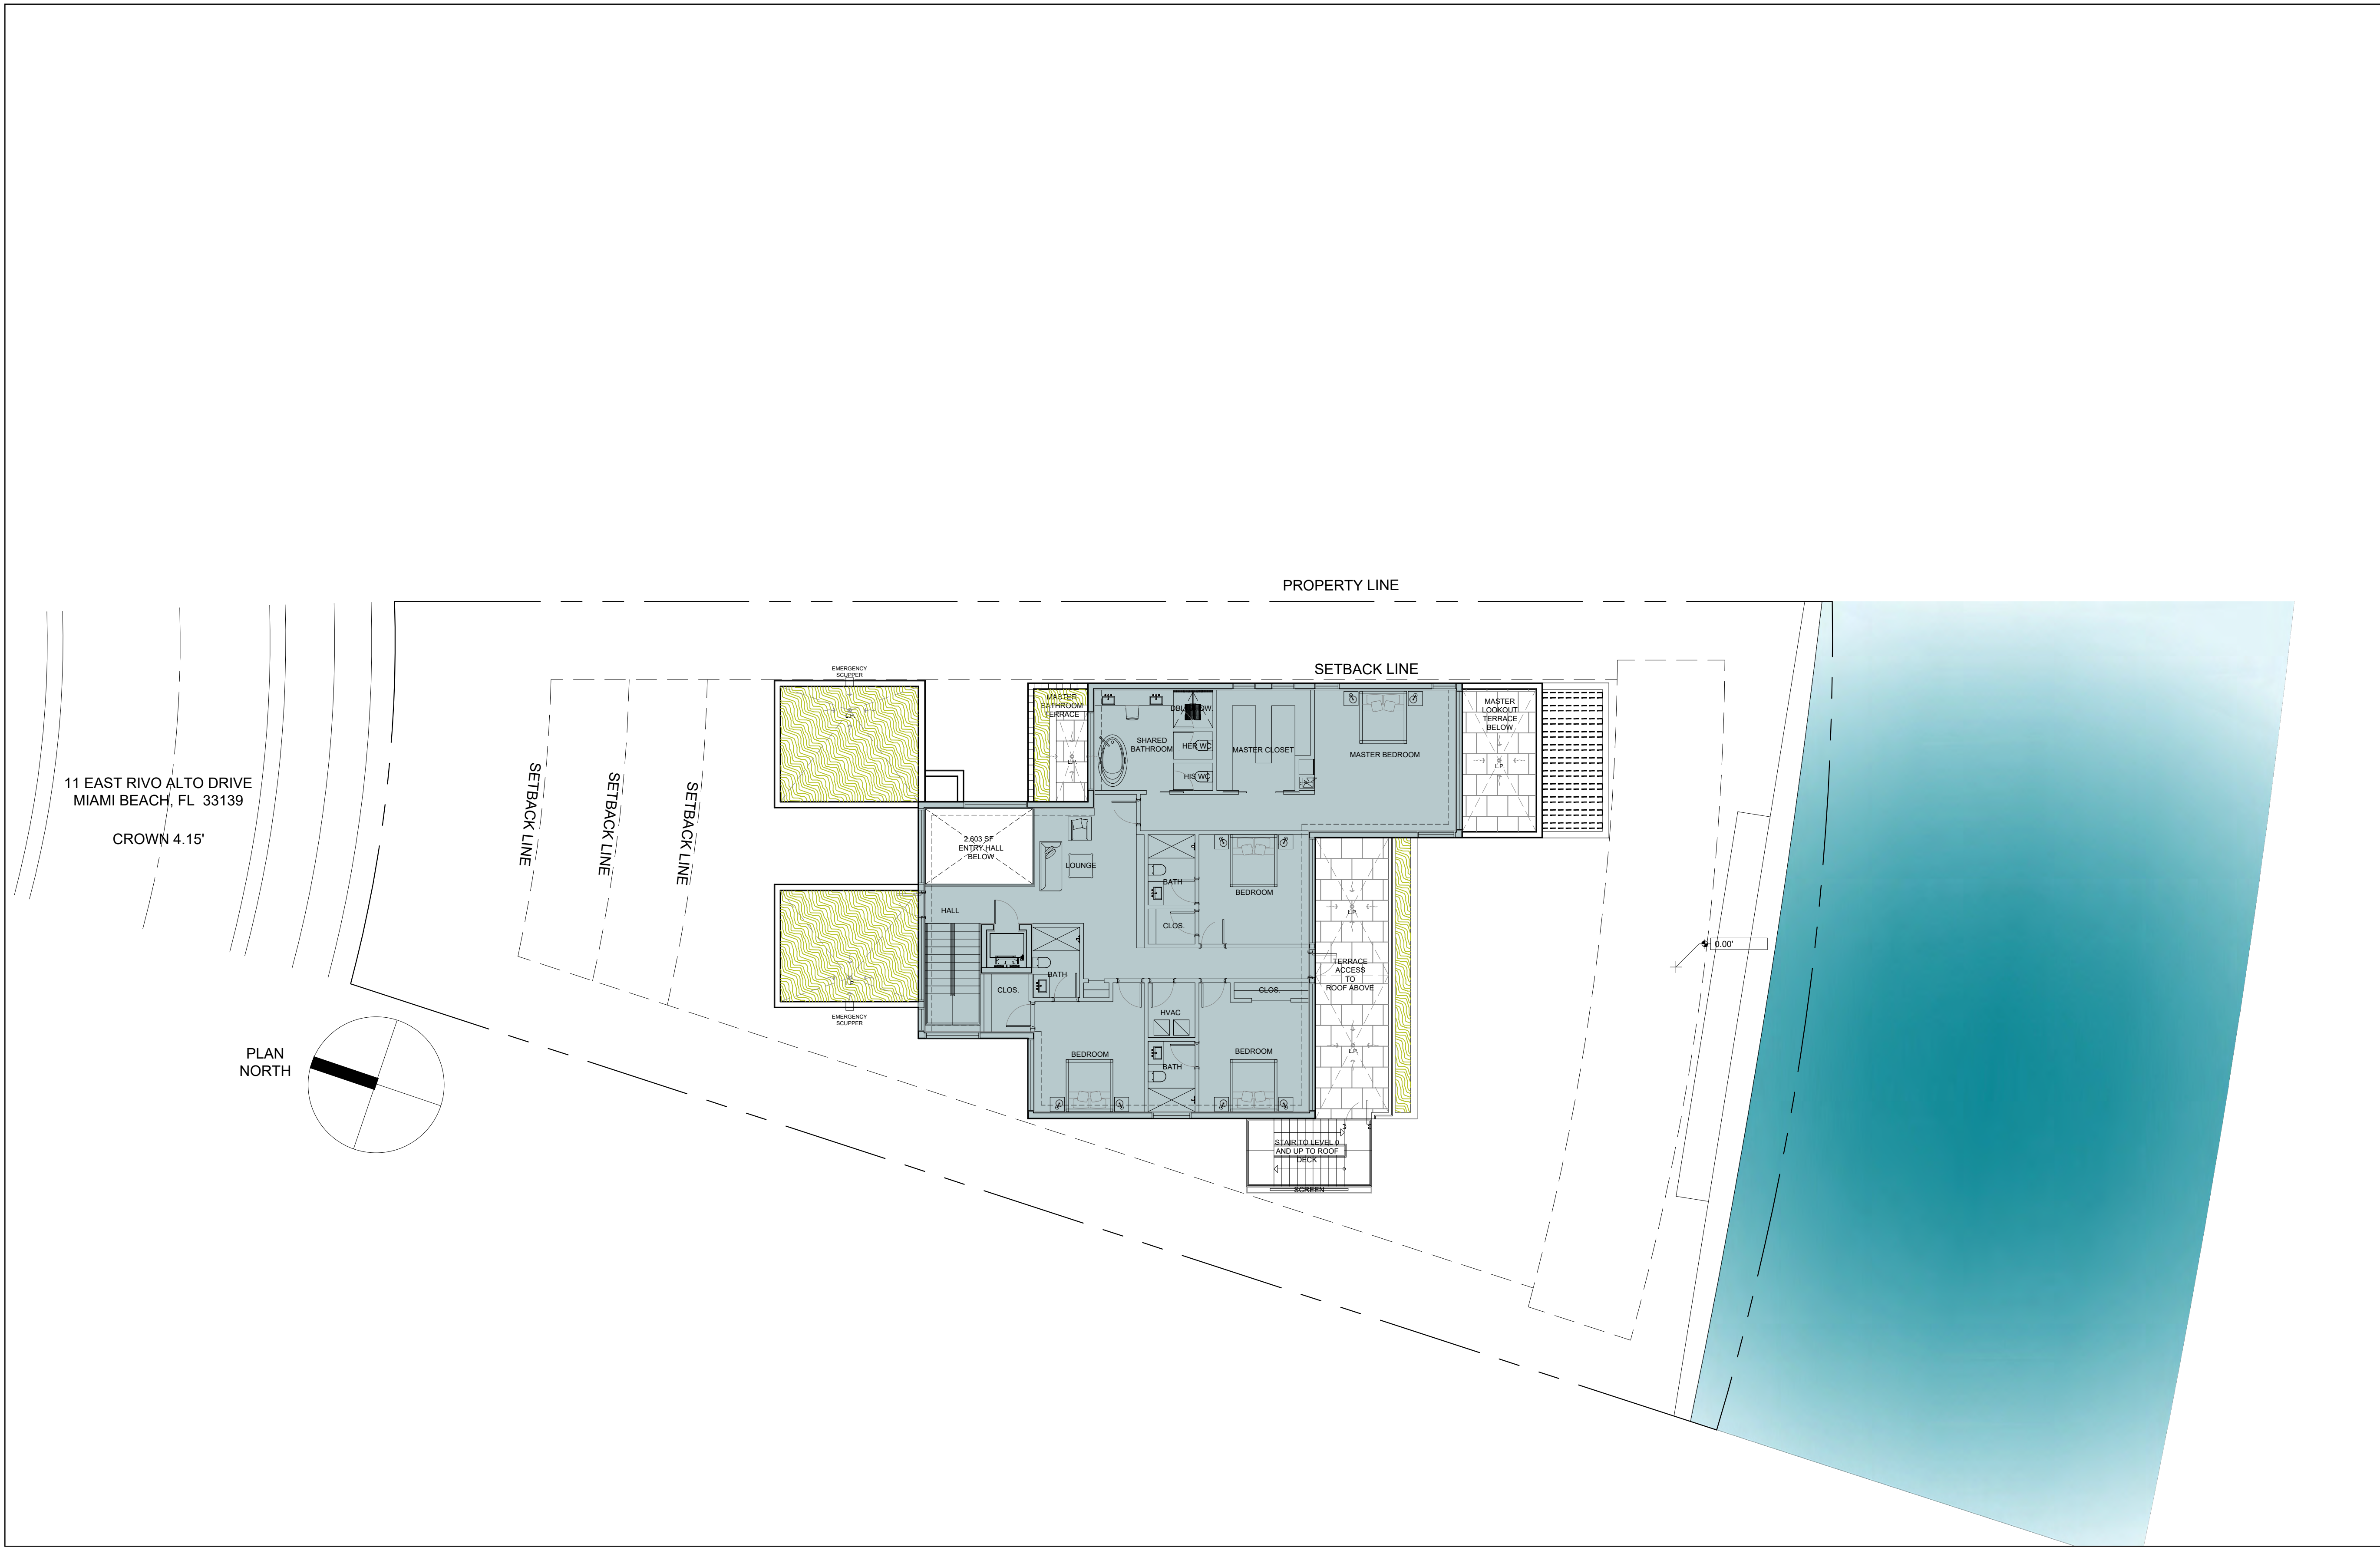 PROPERTY LINE
SETBACK LINE
EMERGENCY
SCUPPER
L.P.
MASTER
BATHROOM
TERRACE
L.P.
SHARED
BATHROOM
HER WC
HIS WC
MASTER CLOSET
MASTER BEDROOM
MASTER
LOOKOUT
TERRACE
BELOW
L.P.
11 EAST RIVO ALTO DRIVE
MIAMI BEACH, FL  33139
CROWN 4.15'
SETBACK LINE
SETBACK LINE
SETBACK LINE
2,603 SF
ENTRY HALL
BELOW
LOUNGE
BATH
BEDROOM
HALL
CLOS.
L.P.
0.00'
TERRACE
ACCESS
TO
ROOF ABOVE
L.P.
BATH
CLOS.
CLOS.
EMERGENCY
SCUPPER
HVAC
BEDROOM
BATH
BEDROOM
L.P.
PLAN
NORTH
STAIR TO LEVEL 0
AND UP TO ROOF
DECK
SCREEN